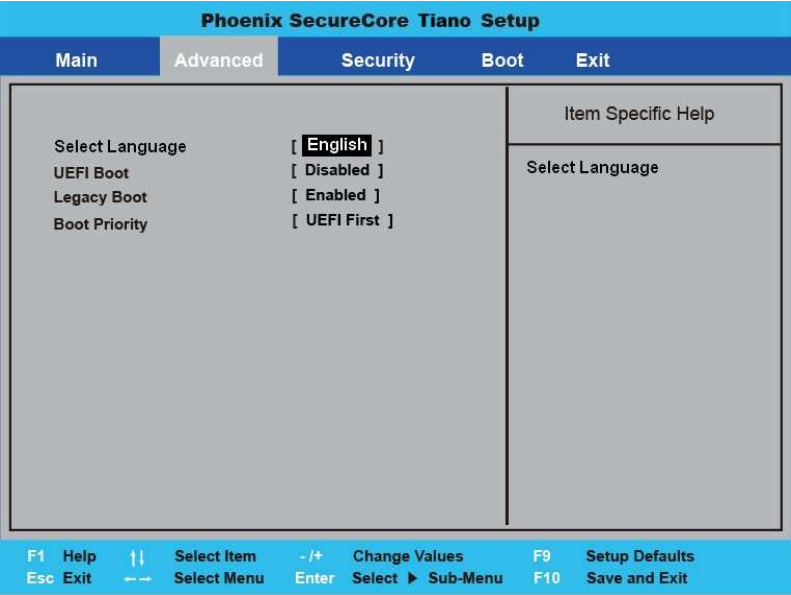 Phoenix SecureCore Tiano Setup
Main Advanced Security Boot Exit
Item Specific Help
Select Language [ English ]
Select Language
UEFI Boot [ Disabled ]
Legacy Boot [ Enabled ]
Boot Priority [ UEFI First ]
F1 Help ↑↓ Select Item - /+ Change Values F9 Setup Defaults
Esc Exit ←→ Select Menu Enter Select ▶ Sub-Menu F10 Save and Exit